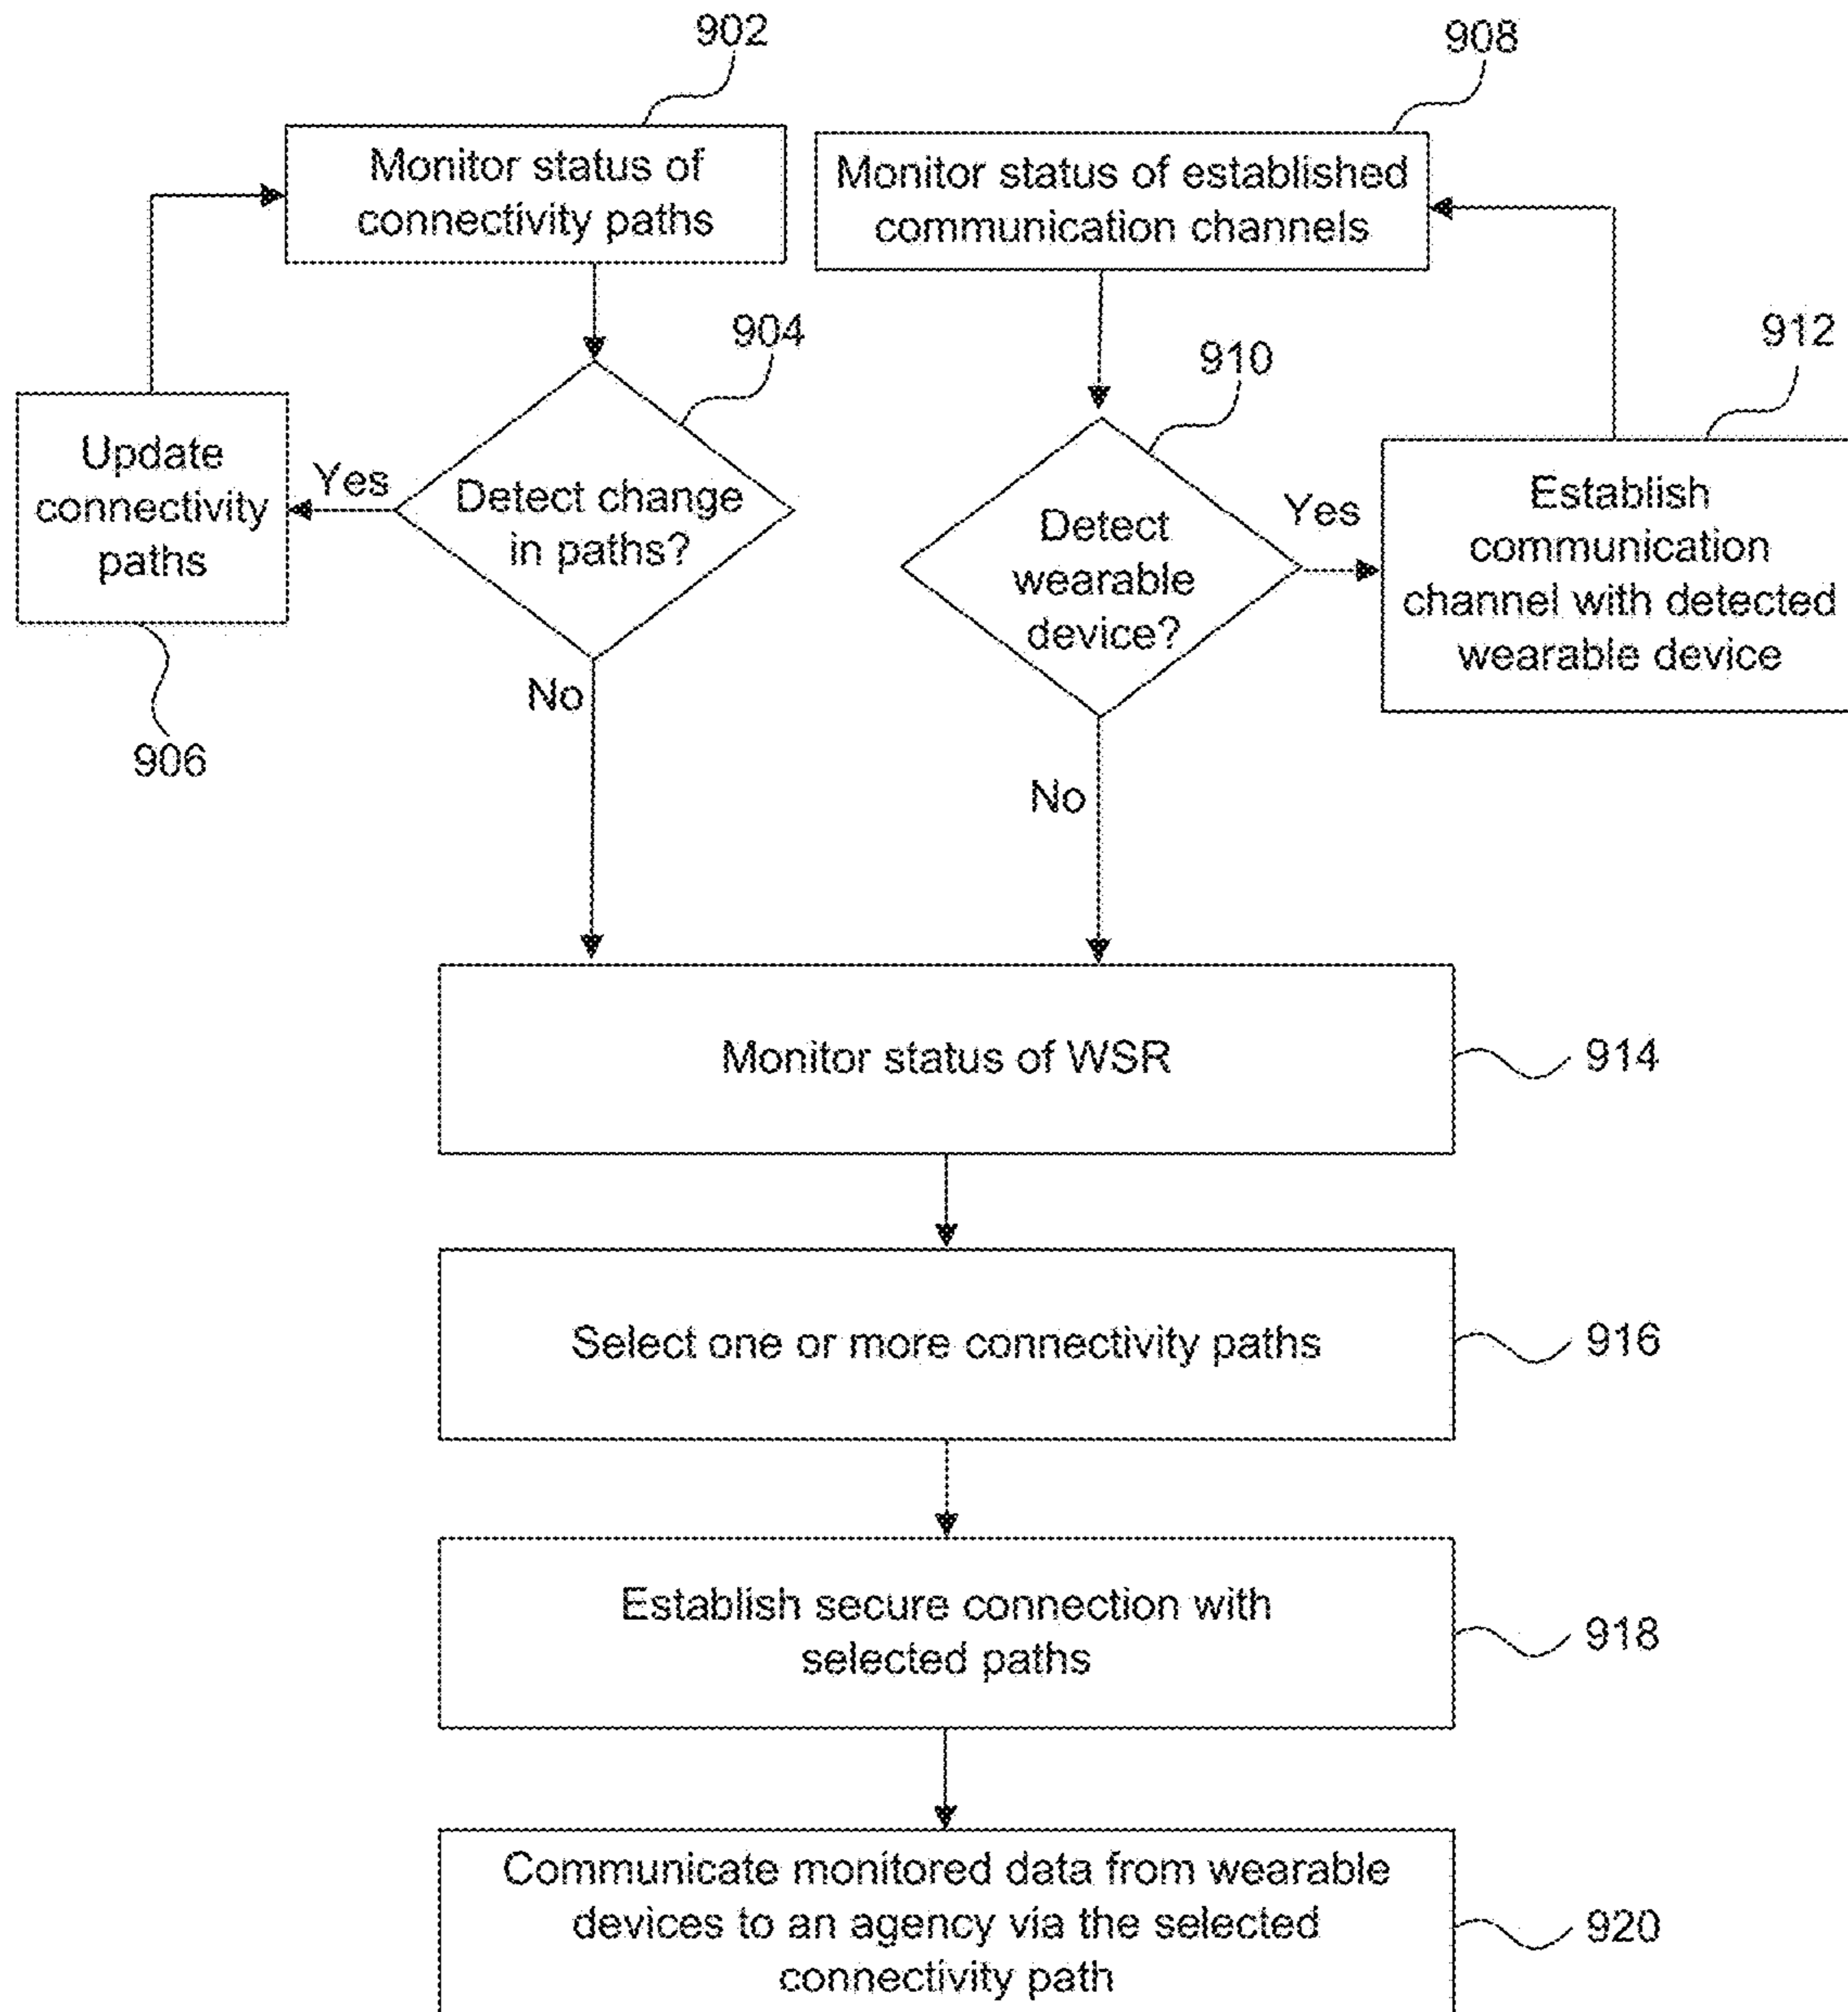 902
908
Monitor status of
connectivity paths
Monitor status of established
communication channels
904
910
912
Update
connectivity
paths
Yes
Detect change
in paths?
Detect
wearable
device?
Yes
Establish
communication
channel with detected
wearable device
906
No
No
Monitor status of WSR
914
Select one or more connectivity paths
916
Establish secure connection with
selected paths
918
Communicate monitored data from wearable
devices to an agency via the selected
connectivity path
920